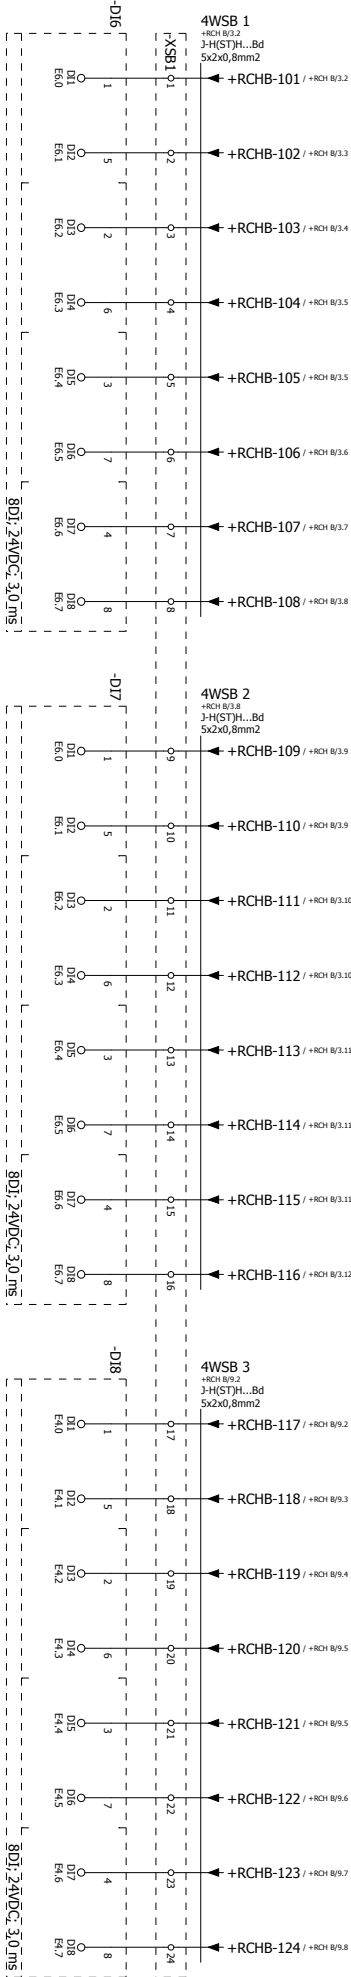 -DI6
-XSB1
4WSB 1
+RCH B/3.2
J-H(ST)H...Bd
5x2x0,8mm2
E6.0 DI1 1 1 +RCHB-101 / +RCH B/3.2
E6.1 DI2 5 2 +RCHB-102 / +RCH B/3.3
E6.2 DI3 2 3 +RCHB-103 / +RCH B/3.4
E6.3 DI4 6 4 +RCHB-104 / +RCH B/3.5
E6.4 DI5 3 5 +RCHB-105 / +RCH B/3.5
E6.5 DI6 7 6 +RCHB-106 / +RCH B/3.6
E6.6 DI7 4 7 +RCHB-107 / +RCH B/3.7
E6.7 DI8 8 8 +RCHB-108 / +RCH B/3.8
8DI; 24VDC; 3,0 ms
-DI7
4WSB 2
+RCH B/3.8
J-H(ST)H...Bd
5x2x0,8mm2
E6.0 DI1 1 9 +RCHB-109 / +RCH B/3.9
E6.1 DI2 5 10 +RCHB-110 / +RCH B/3.9
E6.2 DI3 2 11 +RCHB-111 / +RCH B/3.10
E6.3 DI4 6 12 +RCHB-112 / +RCH B/3.10
E6.4 DI5 3 13 +RCHB-113 / +RCH B/3.11
E6.5 DI6 7 14 +RCHB-114 / +RCH B/3.11
E6.6 DI7 4 15 +RCHB-115 / +RCH B/3.11
E6.7 DI8 8 16 +RCHB-116 / +RCH B/3.12
8DI; 24VDC; 3,0 ms
-DI8
4WSB 3
+RCH B/9.2
J-H(ST)H...Bd
5x2x0,8mm2
E4.0 DI1 1 17 +RCHB-117 / +RCH B/9.2
E4.1 DI2 5 18 +RCHB-118 / +RCH B/9.3
E4.2 DI3 2 19 +RCHB-119 / +RCH B/9.4
E4.3 DI4 6 20 +RCHB-120 / +RCH B/9.5
E4.4 DI5 3 21 +RCHB-121 / +RCH B/9.5
E4.5 DI6 7 22 +RCHB-122 / +RCH B/9.6
E4.6 DI7 4 23 +RCHB-123 / +RCH B/9.7
E4.7 DI8 8 24 +RCHB-124 / +RCH B/9.8
8DI; 24VDC; 3,0 ms